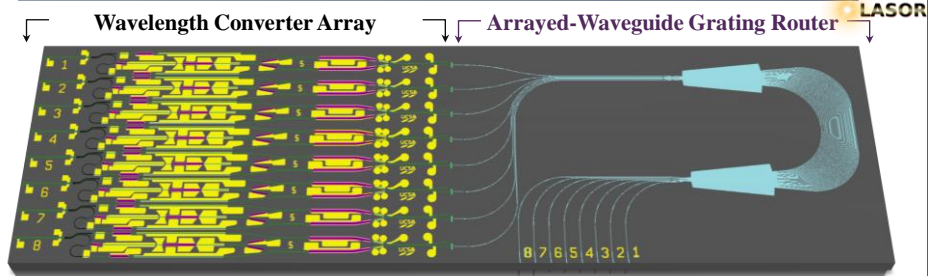 LASOR
Wavelength Converter Array
Arrayed-Waveguide Grating Router
1
2
3
4
5
6
7
8
S
S
S
S
S
S
S
S
8 7 6 5 4 3 2 1